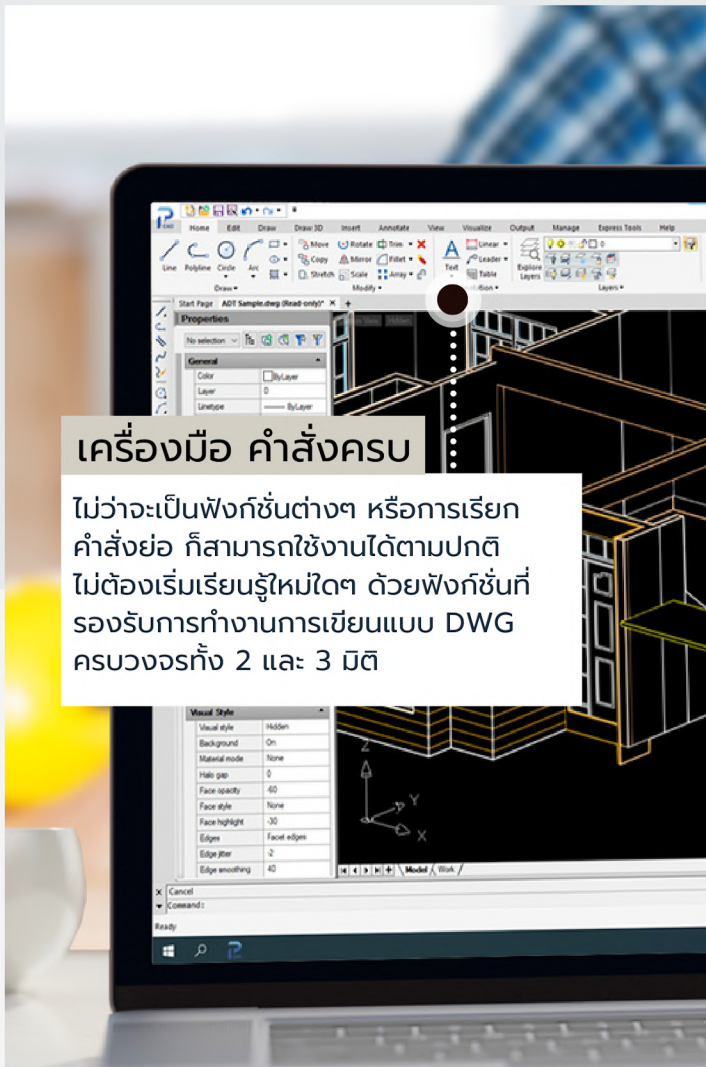 Home Edit Draw Draw 3D Insert Annotate View Visualize Output Manage Express Tools Help
Move Rotate Trim Linear
Copy Mirror Fillet Leader
Line Polyline Circle Arc Stretch Scale Array Text Table Explore Layers
Draw Modify Layers
Start Page ADT Sample.dwg (Read-only)* X +
Properties
No selection
General
Color ByLayer
Layer 0
Linetype ByLayer
เครื่องมือ คำสั่งครบ
ไม่ว่าจะเป็นฟังก์ชั่นต่างๆ หรือการเรียก
คำสั่งย่อ ก็สามารถใช้งานได้ตามปกติ
ไม่ต้องเริ่มเรียนรู้ใหม่ใดๆ ด้วยฟังก์ชั่นที่
รองรับการทำงานการเขียนแบบ DWG
ครบวงจรทั้ง 2 และ 3 มิติ
Visual Style
Visual style Hidden
Background On
Material mode None
Halo gap 0
Face opacity -60
Face style None
Face highlight -30
Edges Facet edges
Edge jitter -2
Edge smoothing 40
Z
Y
X
Model Work
Cancel
Command:
Ready